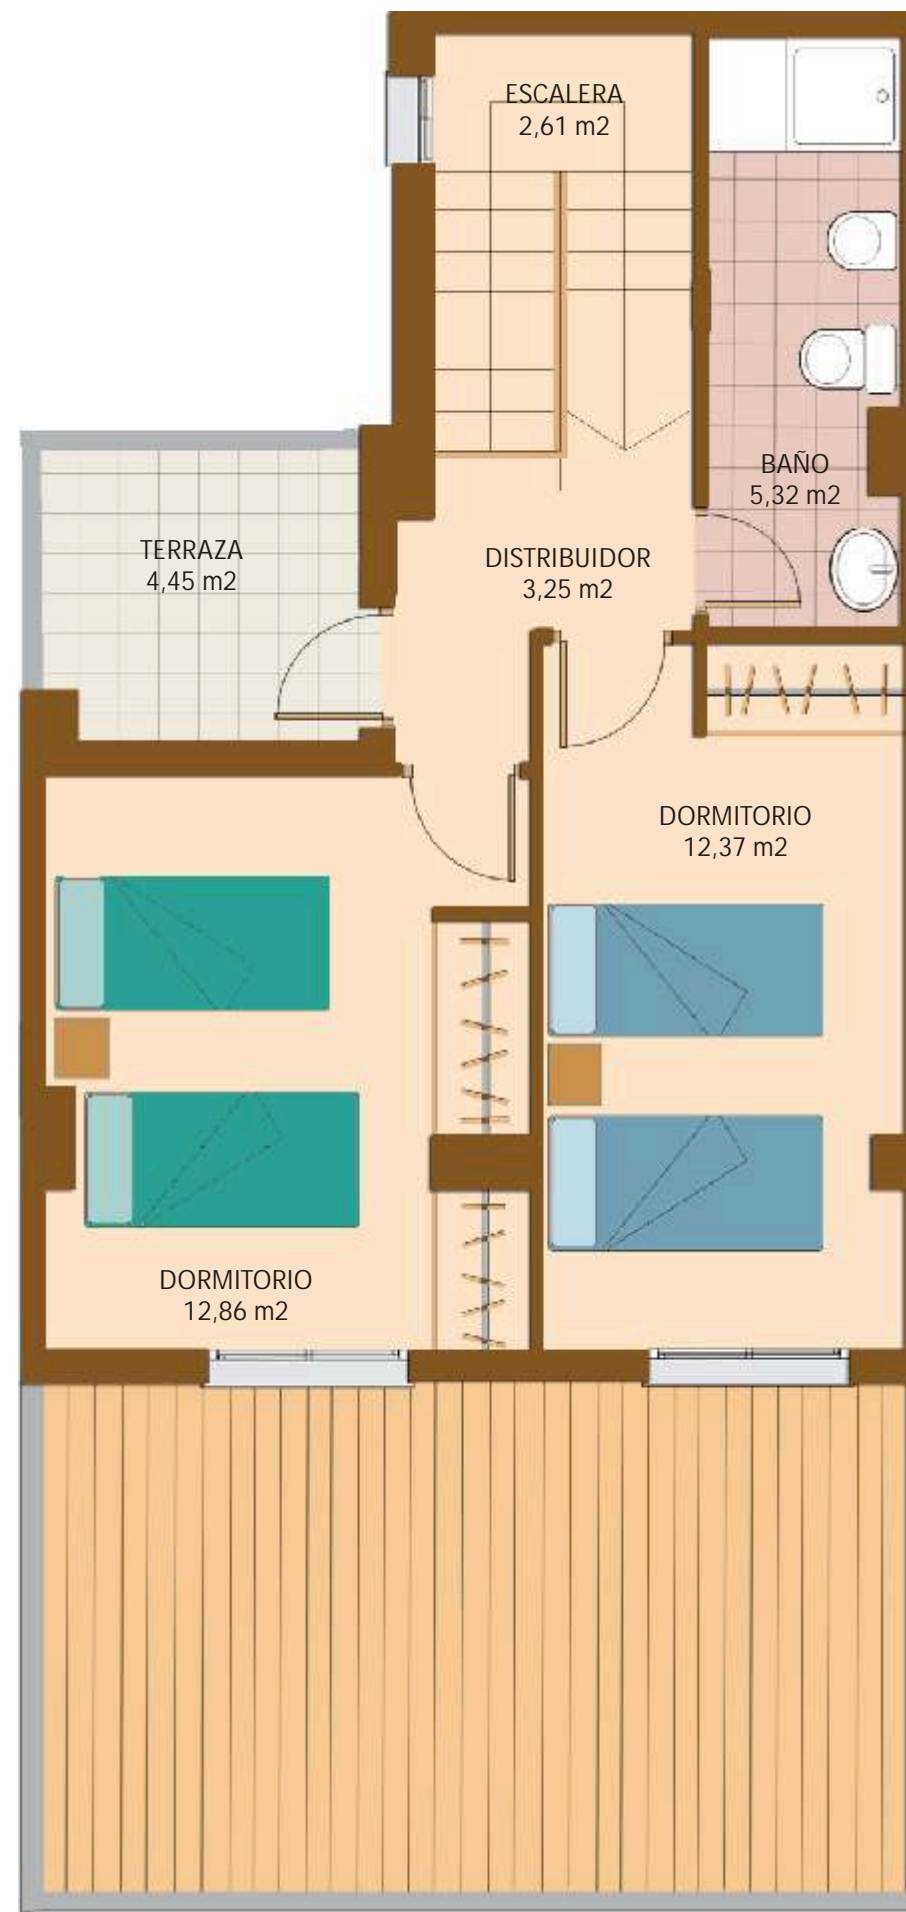 ESCALERA
2,61 m2
BAÑO
5,32 m2
TERRAZA
4,45 m2
DISTRIBUIDOR
3,25 m2
DORMITORIO
12,37 m2
DORMITORIO
12,86 m2